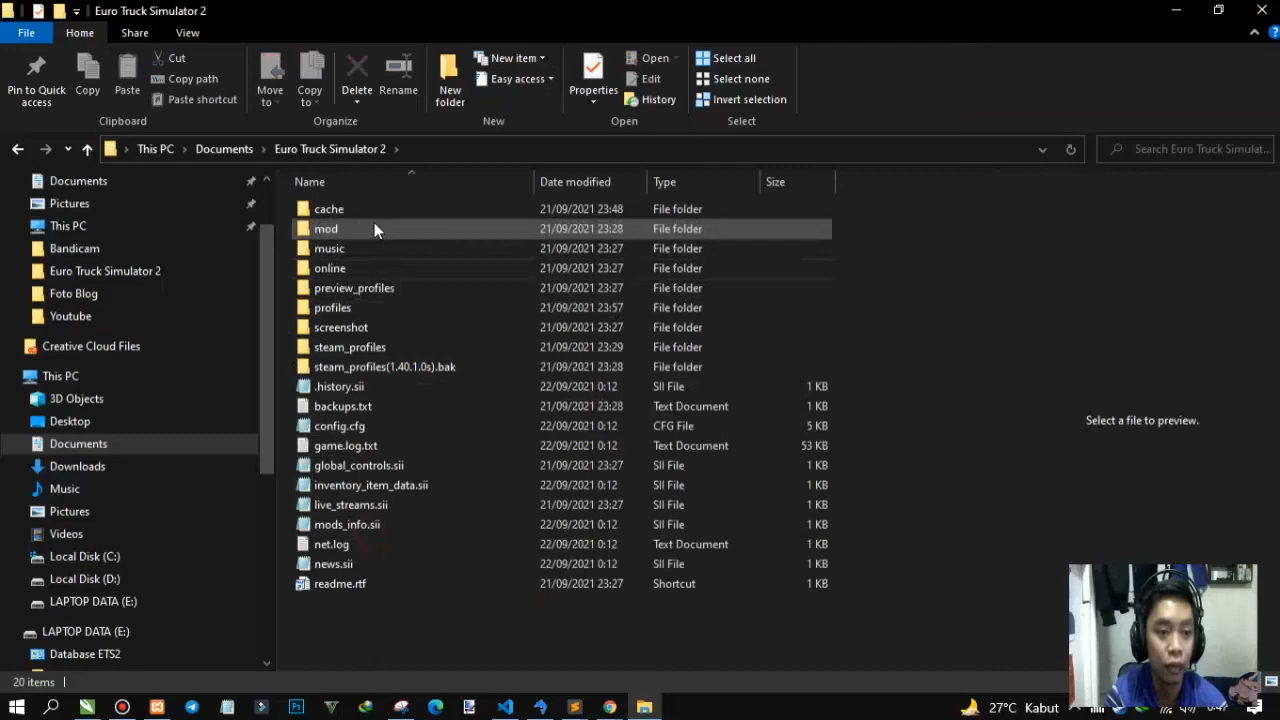 Euro Truck Simulator 2
File Home Share View
Pin to Quick access
Copy
Paste
Cut
Copy path
Paste shortcut
Move to
Copy to
Delete
Rename
New folder
New item
Easy access
Properties
Open
Edit
History
Select all
Select none
Invert selection
Clipboard Organize New Open Select
This PC Documents Euro Truck Simulator 2
Search Euro Truck Simulat...
Documents
Pictures
This PC
Bandicam
Euro Truck Simulator 2
Foto Blog
Youtube
Creative Cloud Files
This PC
3D Objects
Desktop
Documents
Downloads
Music
Pictures
Videos
Local Disk (C:)
Local Disk (D:)
LAPTOP DATA (E:)
LAPTOP DATA (E:)
Database ETS2
Name Date modified Type Size
cache 21/09/2021 23:48 File folder
mod 21/09/2021 23:28 File folder
music 21/09/2021 23:27 File folder
online 21/09/2021 23:27 File folder
preview_profiles 21/09/2021 23:27 File folder
profiles 21/09/2021 23:57 File folder
screenshot 21/09/2021 23:27 File folder
steam_profiles 21/09/2021 23:29 File folder
steam_profiles(1.40.1.0s).bak 21/09/2021 23:28 File folder
.history.sii 22/09/2021 0:12 SII File 1 KB
backups.txt 21/09/2021 23:28 Text Document 1 KB
config.cfg 22/09/2021 0:12 CFG File 5 KB
game.log.txt 22/09/2021 0:12 Text Document 53 KB
global_controls.sii 21/09/2021 23:27 SII File 1 KB
inventory_item_data.sii 22/09/2021 0:12 SII File 1 KB
live_streams.sii 21/09/2021 23:27 SII File 1 KB
mods_info.sii 22/09/2021 0:12 SII File 1 KB
net.log 22/09/2021 0:12 Text Document 1 KB
news.sii 22/09/2021 0:12 SII File 1 KB
readme.rtf 21/09/2021 23:27 Shortcut 1 KB
Select a file to preview.
20 items
27°C Kabut